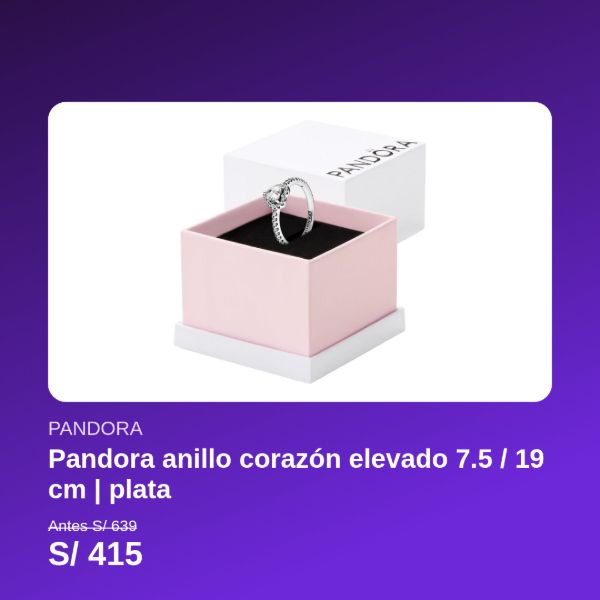 PANDORA
PANDORA
Pandora anillo corazón elevado 7.5 / 19
cm | plata
Antes S/ 639
S/ 415